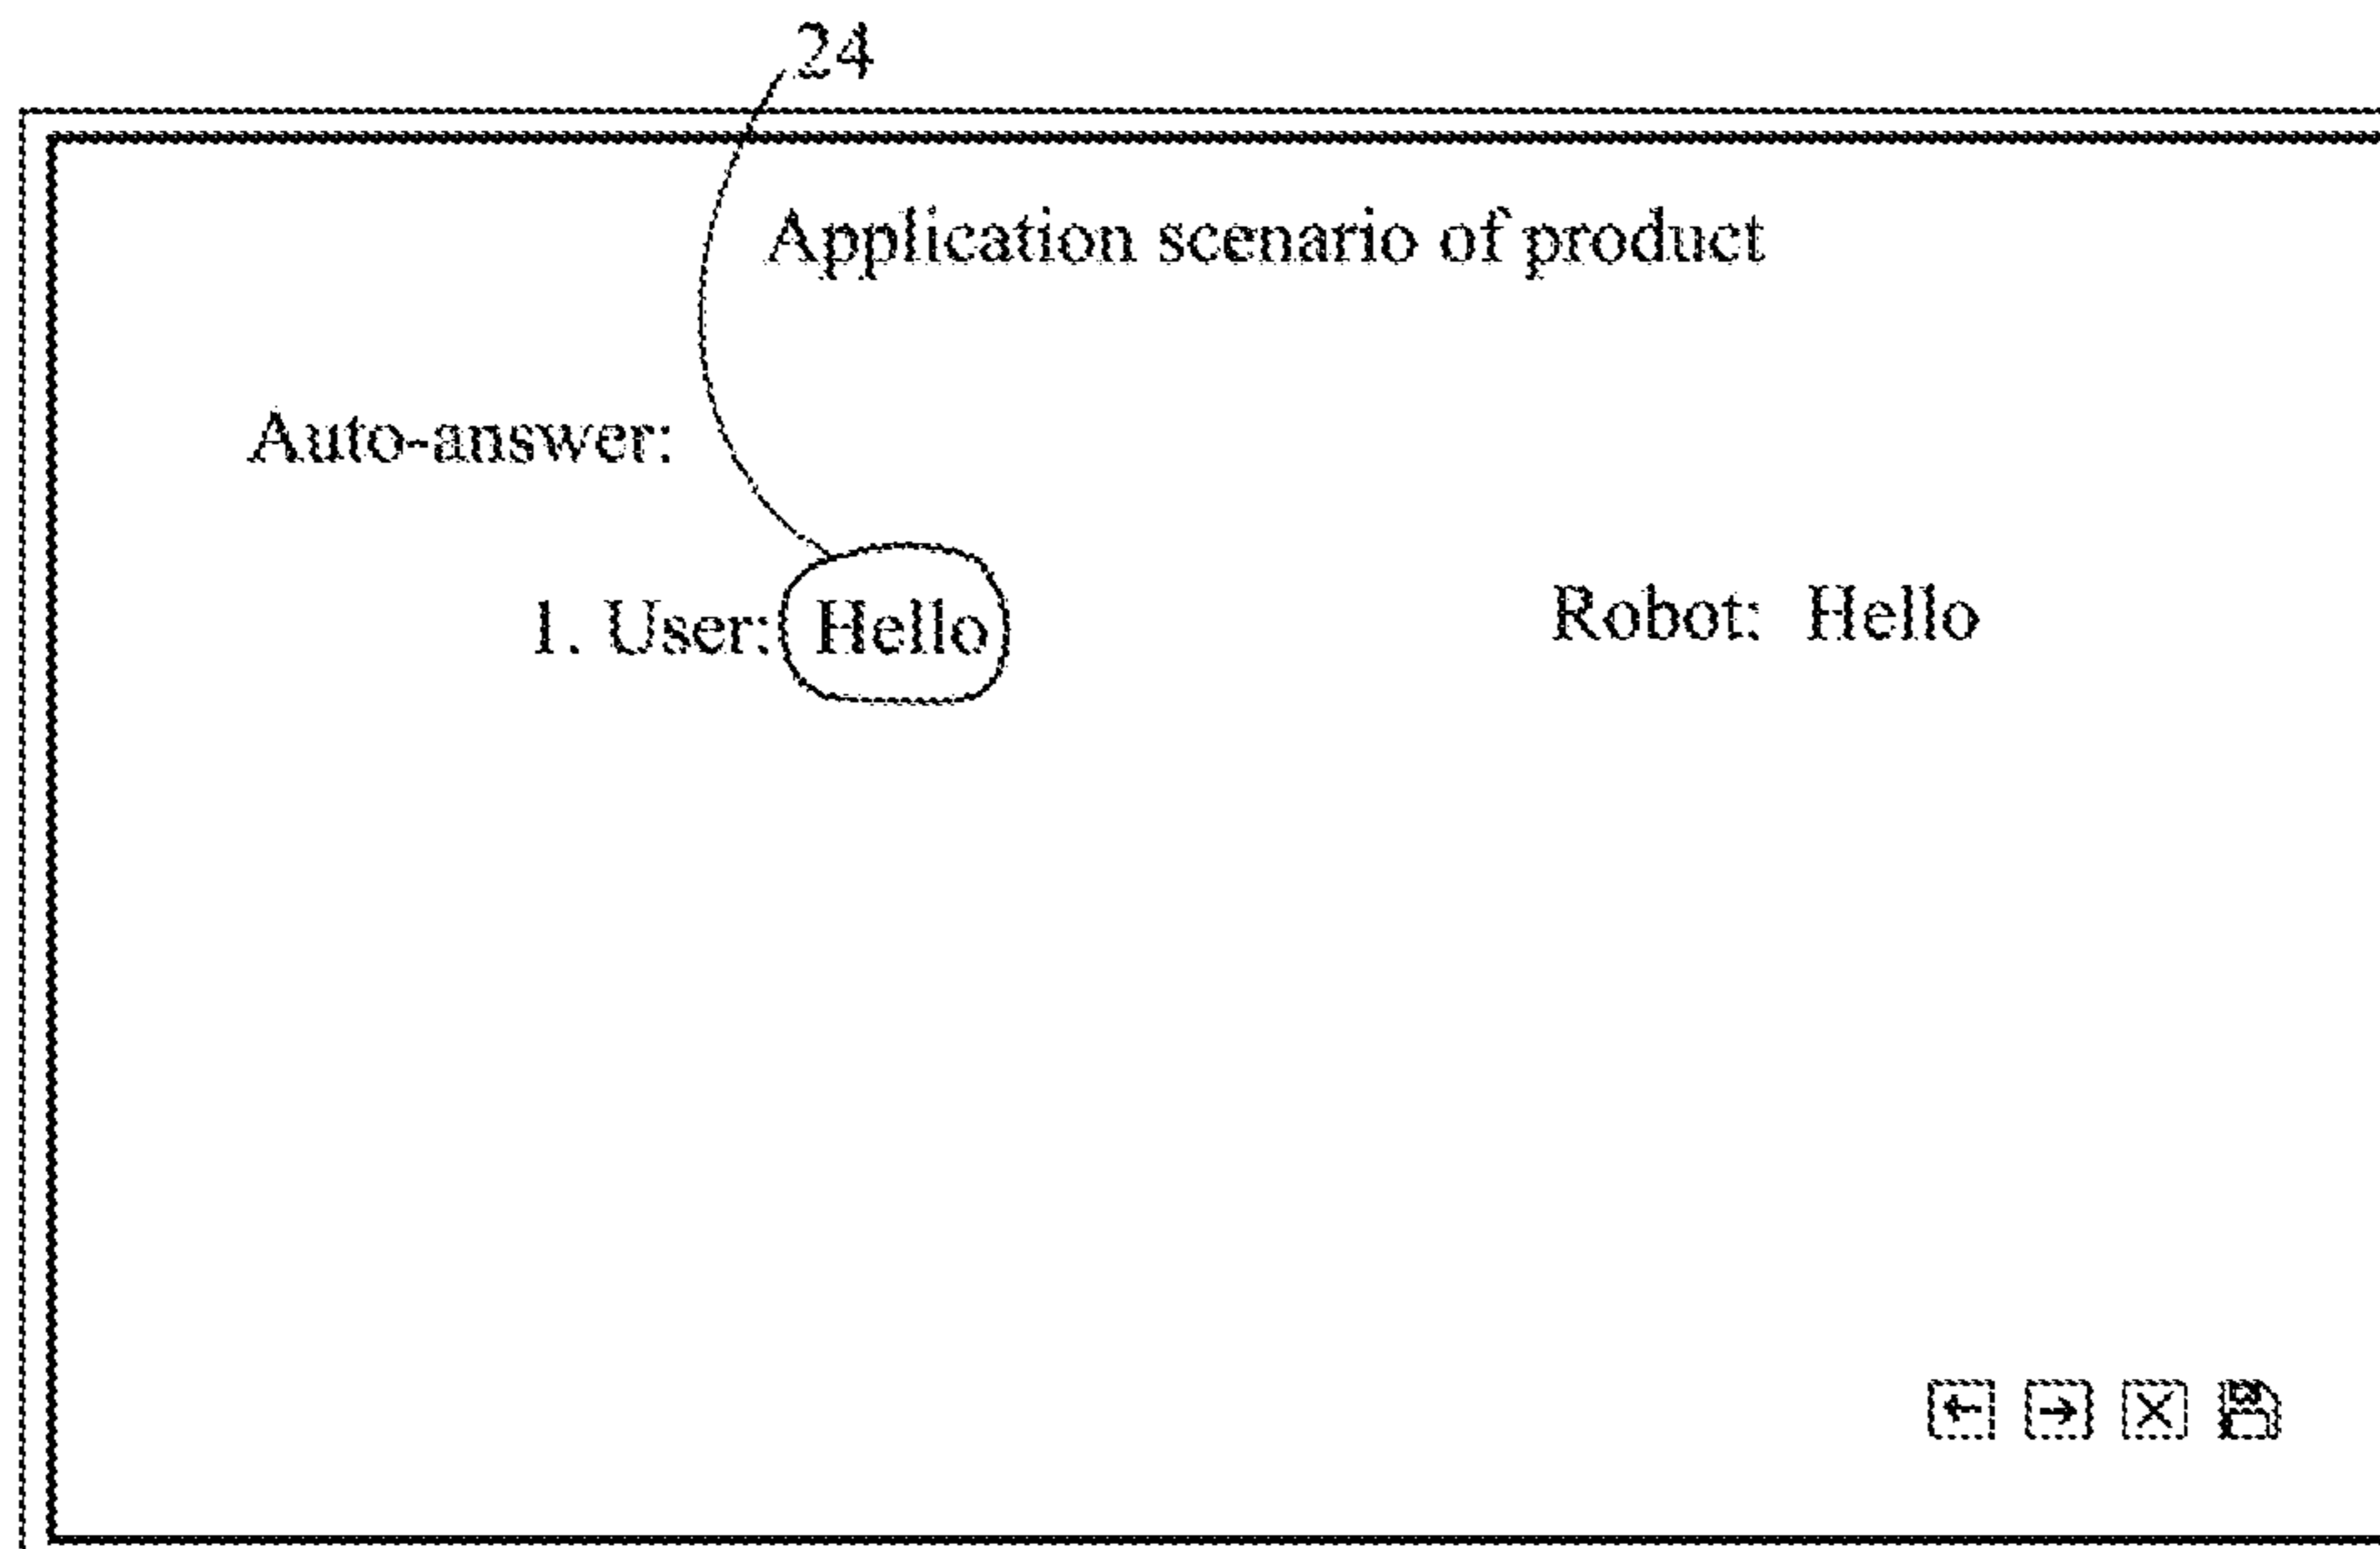 24
Application scenario of product
Auto-answer:
1. User: Hello Robot: Hello